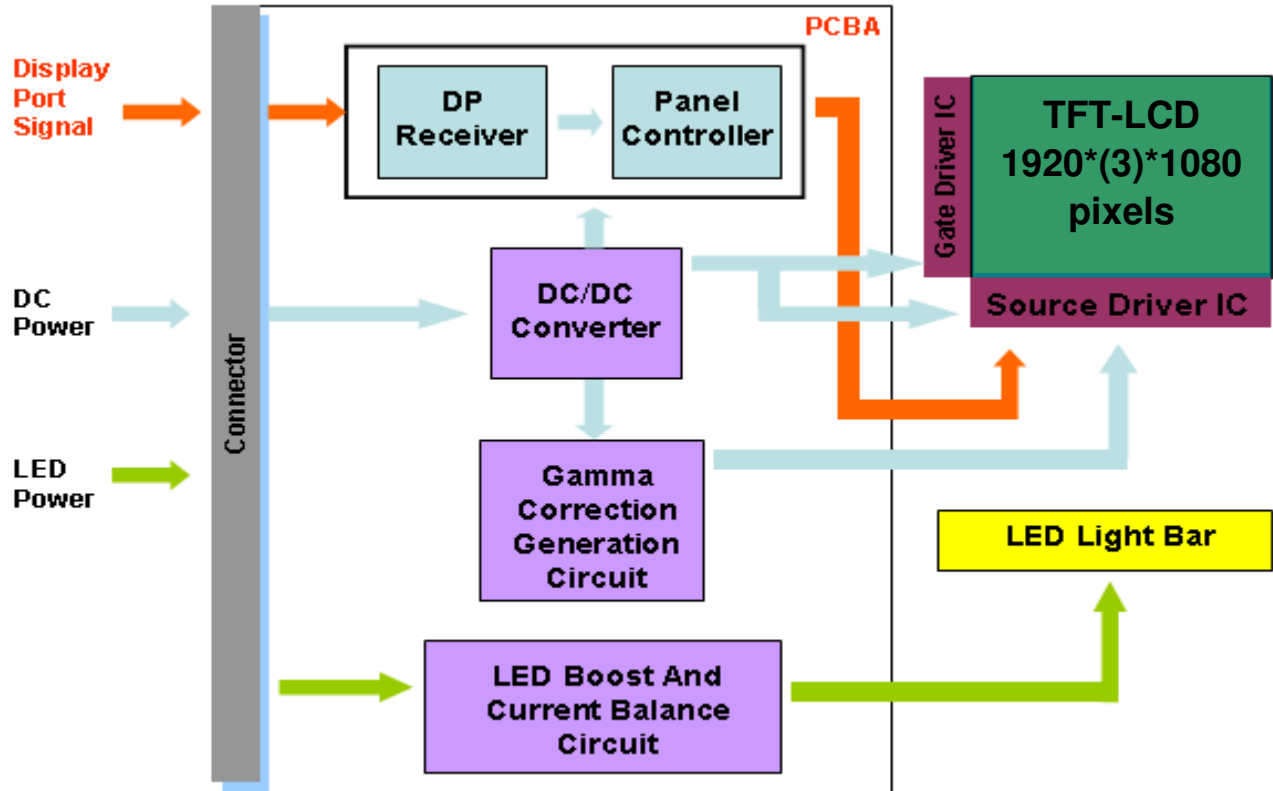 PCBA
Display
Port
Signal
DP
Receiver
Panel
Controller
Gate Driver IC
TFT-LCD
1920*(3)*1080
pixels
Source Driver IC
DC
Power
Connector
DC/DC
Converter
LED
Power
Gamma
Correction
Generation
Circuit
LED Light Bar
LED Boost And
Current Balance
Circuit